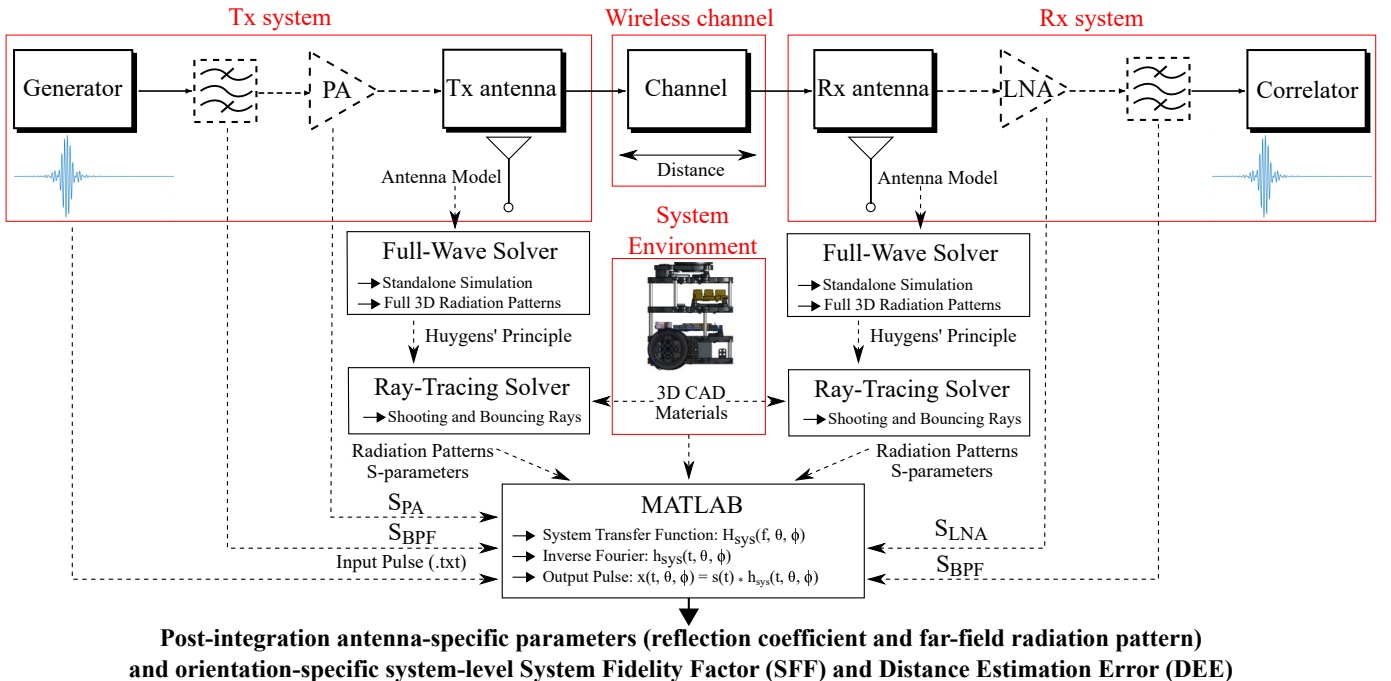 Tx system
Wireless channel
Rx system
Generator
PA
Tx antenna
Channel
Rx antenna
LNA
Correlator
Distance
Antenna Model
Antenna Model
System
Environment
Full-Wave Solver
Standalone Simulation
Full 3D Radiation Patterns
Full-Wave Solver
Standalone Simulation
Full 3D Radiation Patterns
Huygens' Principle
Huygens' Principle
Ray-Tracing Solver
Shooting and Bouncing Rays
3D CAD
Materials
Ray-Tracing Solver
Shooting and Bouncing Rays
Radiation Patterns
S-parameters
Radiation Patterns
S-parameters
MATLAB
System Transfer Function: Hsys(f, θ, ϕ)
Inverse Fourier: hsys(t, θ, ϕ)
Output Pulse: x(t, θ, ϕ) = s(t) * hsys(t, θ, ϕ)
SPA
SBPF
Input Pulse (.txt)
SLNA
SBPF
Post-integration antenna-specific parameters (reflection coefficient and far-field radiation pattern)
and orientation-specific system-level System Fidelity Factor (SFF) and Distance Estimation Error (DEE)